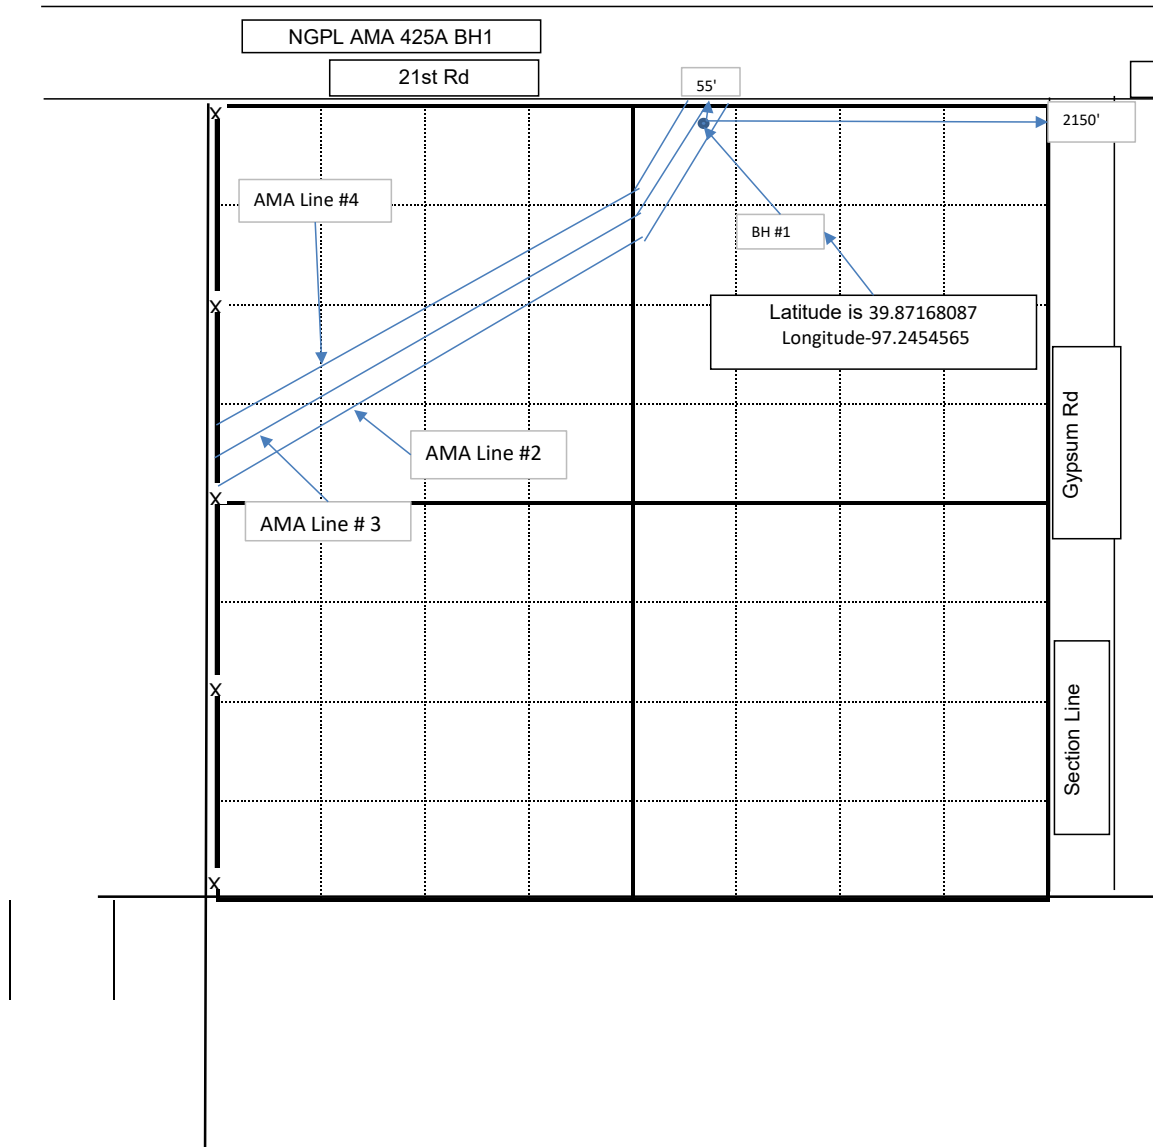 NGPL AMA 425A BH1
21st Rd
55'
2150'
X
AMA Line #4
BH #1
X
Latitude is 39.87168087
Longitude-97.2454565
AMA Line #2
Gypsum Rd
X
AMA Line # 3
X
Section Line
X